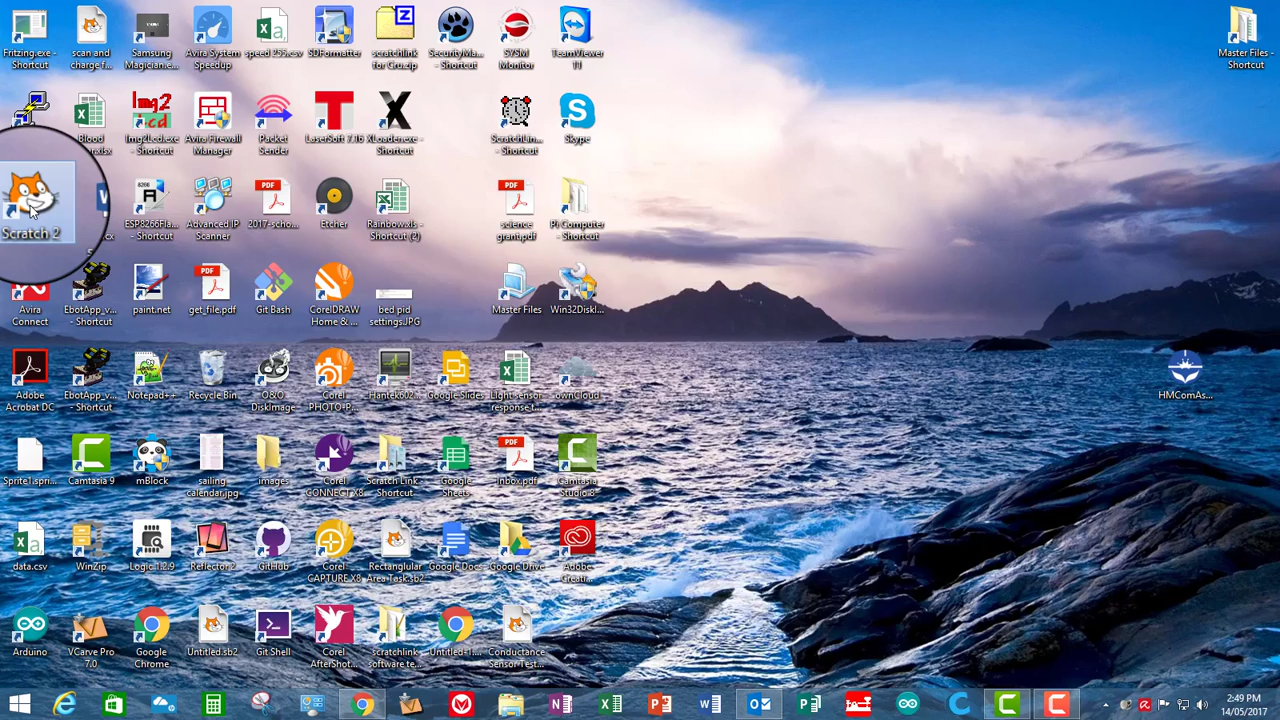 Fritzing.exe -
Shortcut
scan and
charge f...
Samsung
Magician.e...
Avira System
Speedup
speed 255.csv
SDFormatter
scratchlink
for Gru.zip
SecurityMa...
- Shortcut
SYSM
Monitor
TeamViewer
11
Master Files -
Shortcut
Blood
Img2Lcd.exe
- Shortcut
Avira Firewall
Manager
Packet
Sender
LaserSoft 7.16
XLoader.exe -
Shortcut
ScratchLin...
- Shortcut
Skype
Scratch 2
ESP8266Fla...
- Shortcut
Advanced IP
Scanner
PDF
2017-scho...
Etcher
Rainbow.xls -
Shortcut (2)
PDF
science
grant.pdf
Pi Computer
- Shortcut
Avira
Connect
EbotApp_v...
- Shortcut
paint.net
PDF
get_file.pdf
Git Bash
CorelDRAW
Home & ...
bed pid
settings.JPG
Master Files
Win32DiskI...
Adobe
Acrobat DC
EbotApp_v...
- Shortcut
Notepad++
Recycle Bin
O&O
DiskImage
Corel
PHOTO-P...
Hantek602...
Google Slides
Light sensor
response t...
ownCloud
HMComAs...
Sprite1.spri...
Camtasia 9
mBlock
sailing
calendar.jpg
images
Corel
CONNECT X8
Scratch Link -
Shortcut
Google
Sheets
PDF
Inbox.pdf
Camtasia
Studio 8
data.csv
WinZip
Logic 1.2.9
Reflector 2
GitHub
Corel
CAPTURE X8
Rectanglular
Area Task.sb2
Google Docs
Google Drive
Adobe
Creati...
Arduino
VCarve Pro
7.0
Google
Chrome
Untitled.sb2
Git Shell
Corel
AfterShot...
scratchlink
software te...
Untitled-1....
Conductance
Sensor Test...
2:49 PM
14/05/2017